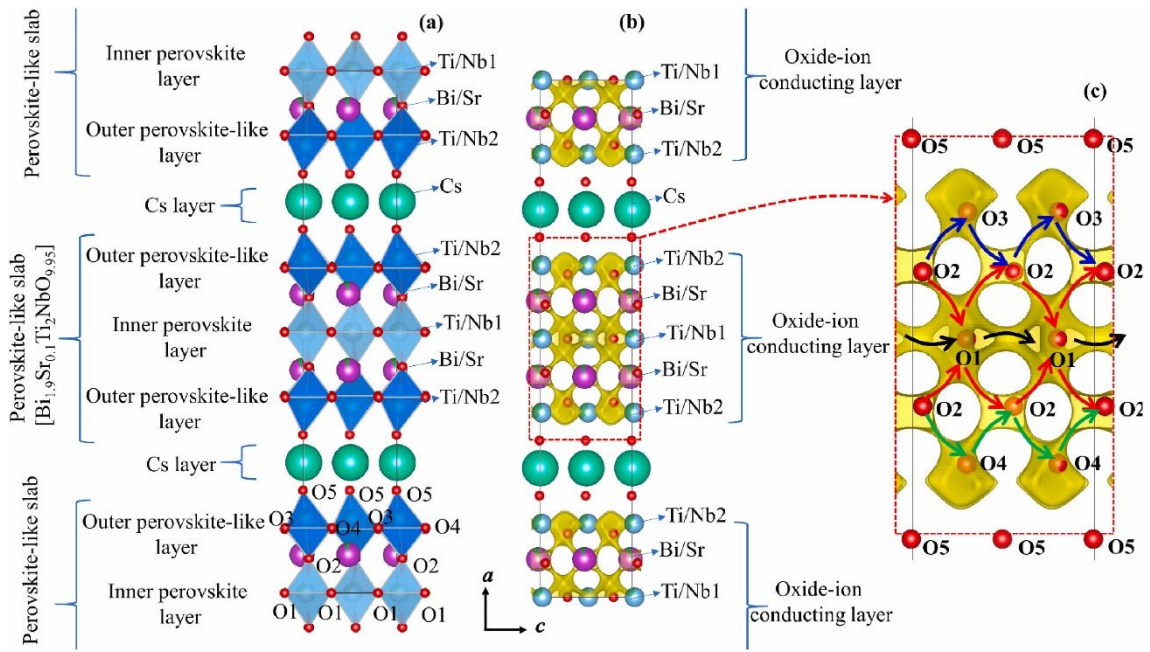 (a)
Perovskite-like slab
Inner perovskite
layer
Outer perovskite-like
layer
Ti/Nb1
Bi/Sr
Ti/Nb2
Cs layer
Cs
Perovskite-like slab
[Bi1.9Sr0.1Ti2NbO9.95]
Outer perovskite-like
layer
Inner perovskite
layer
Outer perovskite-like
layer
Ti/Nb2
Bi/Sr
Ti/Nb1
Bi/Sr
Ti/Nb2
Cs layer
Perovskite-like slab
Outer perovskite-like
layer
Inner perovskite
layer
O5 O5 O5
O3 O4 O3 O4
O2 O2
O1 O1 O1 O1
a
c
(b)
Ti/Nb1
Bi/Sr
Ti/Nb2
Oxide-ion
conducting layer
Cs
Ti/Nb2
Bi/Sr
Ti/Nb1
Bi/Sr
Ti/Nb2
Oxide-ion
conducting layer
Ti/Nb2
Bi/Sr
Ti/Nb1
Oxide-ion
conducting layer
(c)
O5 O5 O5
O3 O3
O2 O2 O2
O1 O1
O2 O2 O2
O4 O4
O5 O5 O5